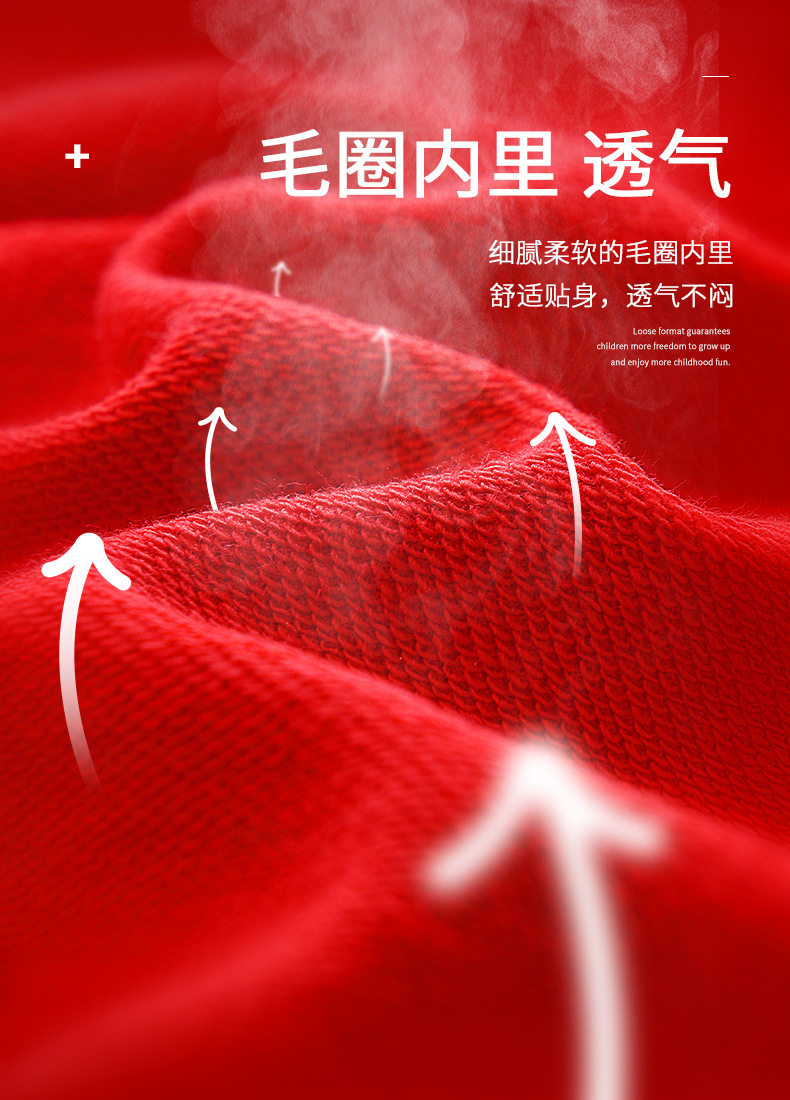 +
毛圈内里 透气
细腻柔软的毛圈内里
舒适贴身，透气不闷
Loose format guarantees
children more freedom to grow up
and enjoy more childhood fun.